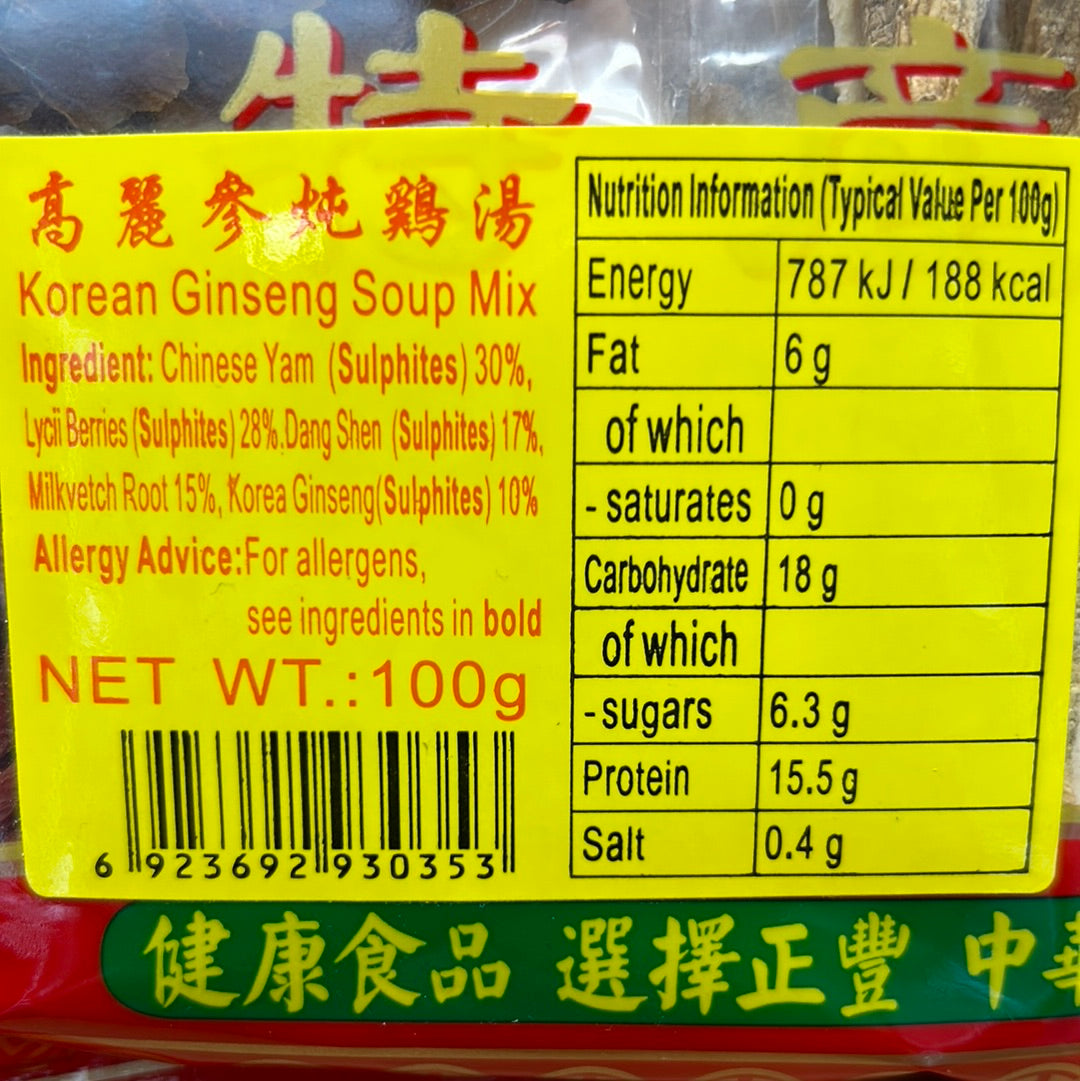 高麗參炖鷄湯
Korean Ginseng Soup Mix
Ingredient: Chinese Yam (Sulphites) 30%,
Lycii Berries (Sulphites) 28%.Dang Shen (Sulphites) 17%,
Milkvetch Root 15%, Korea Ginseng(Sulphites) 10%
Allergy Advice:For allergens,
see ingredients in bold
NET WT.:100g
6 923692 930353
Nutrition Information (Typical Value Per 100g)
Energy 787 kJ / 188 kcal
Fat 6 g
of which
- saturates 0 g
Carbohydrate 18 g
of which
- sugars 6.3 g
Protein 15.5 g
Salt 0.4 g
健康食品 選擇正豐 中華